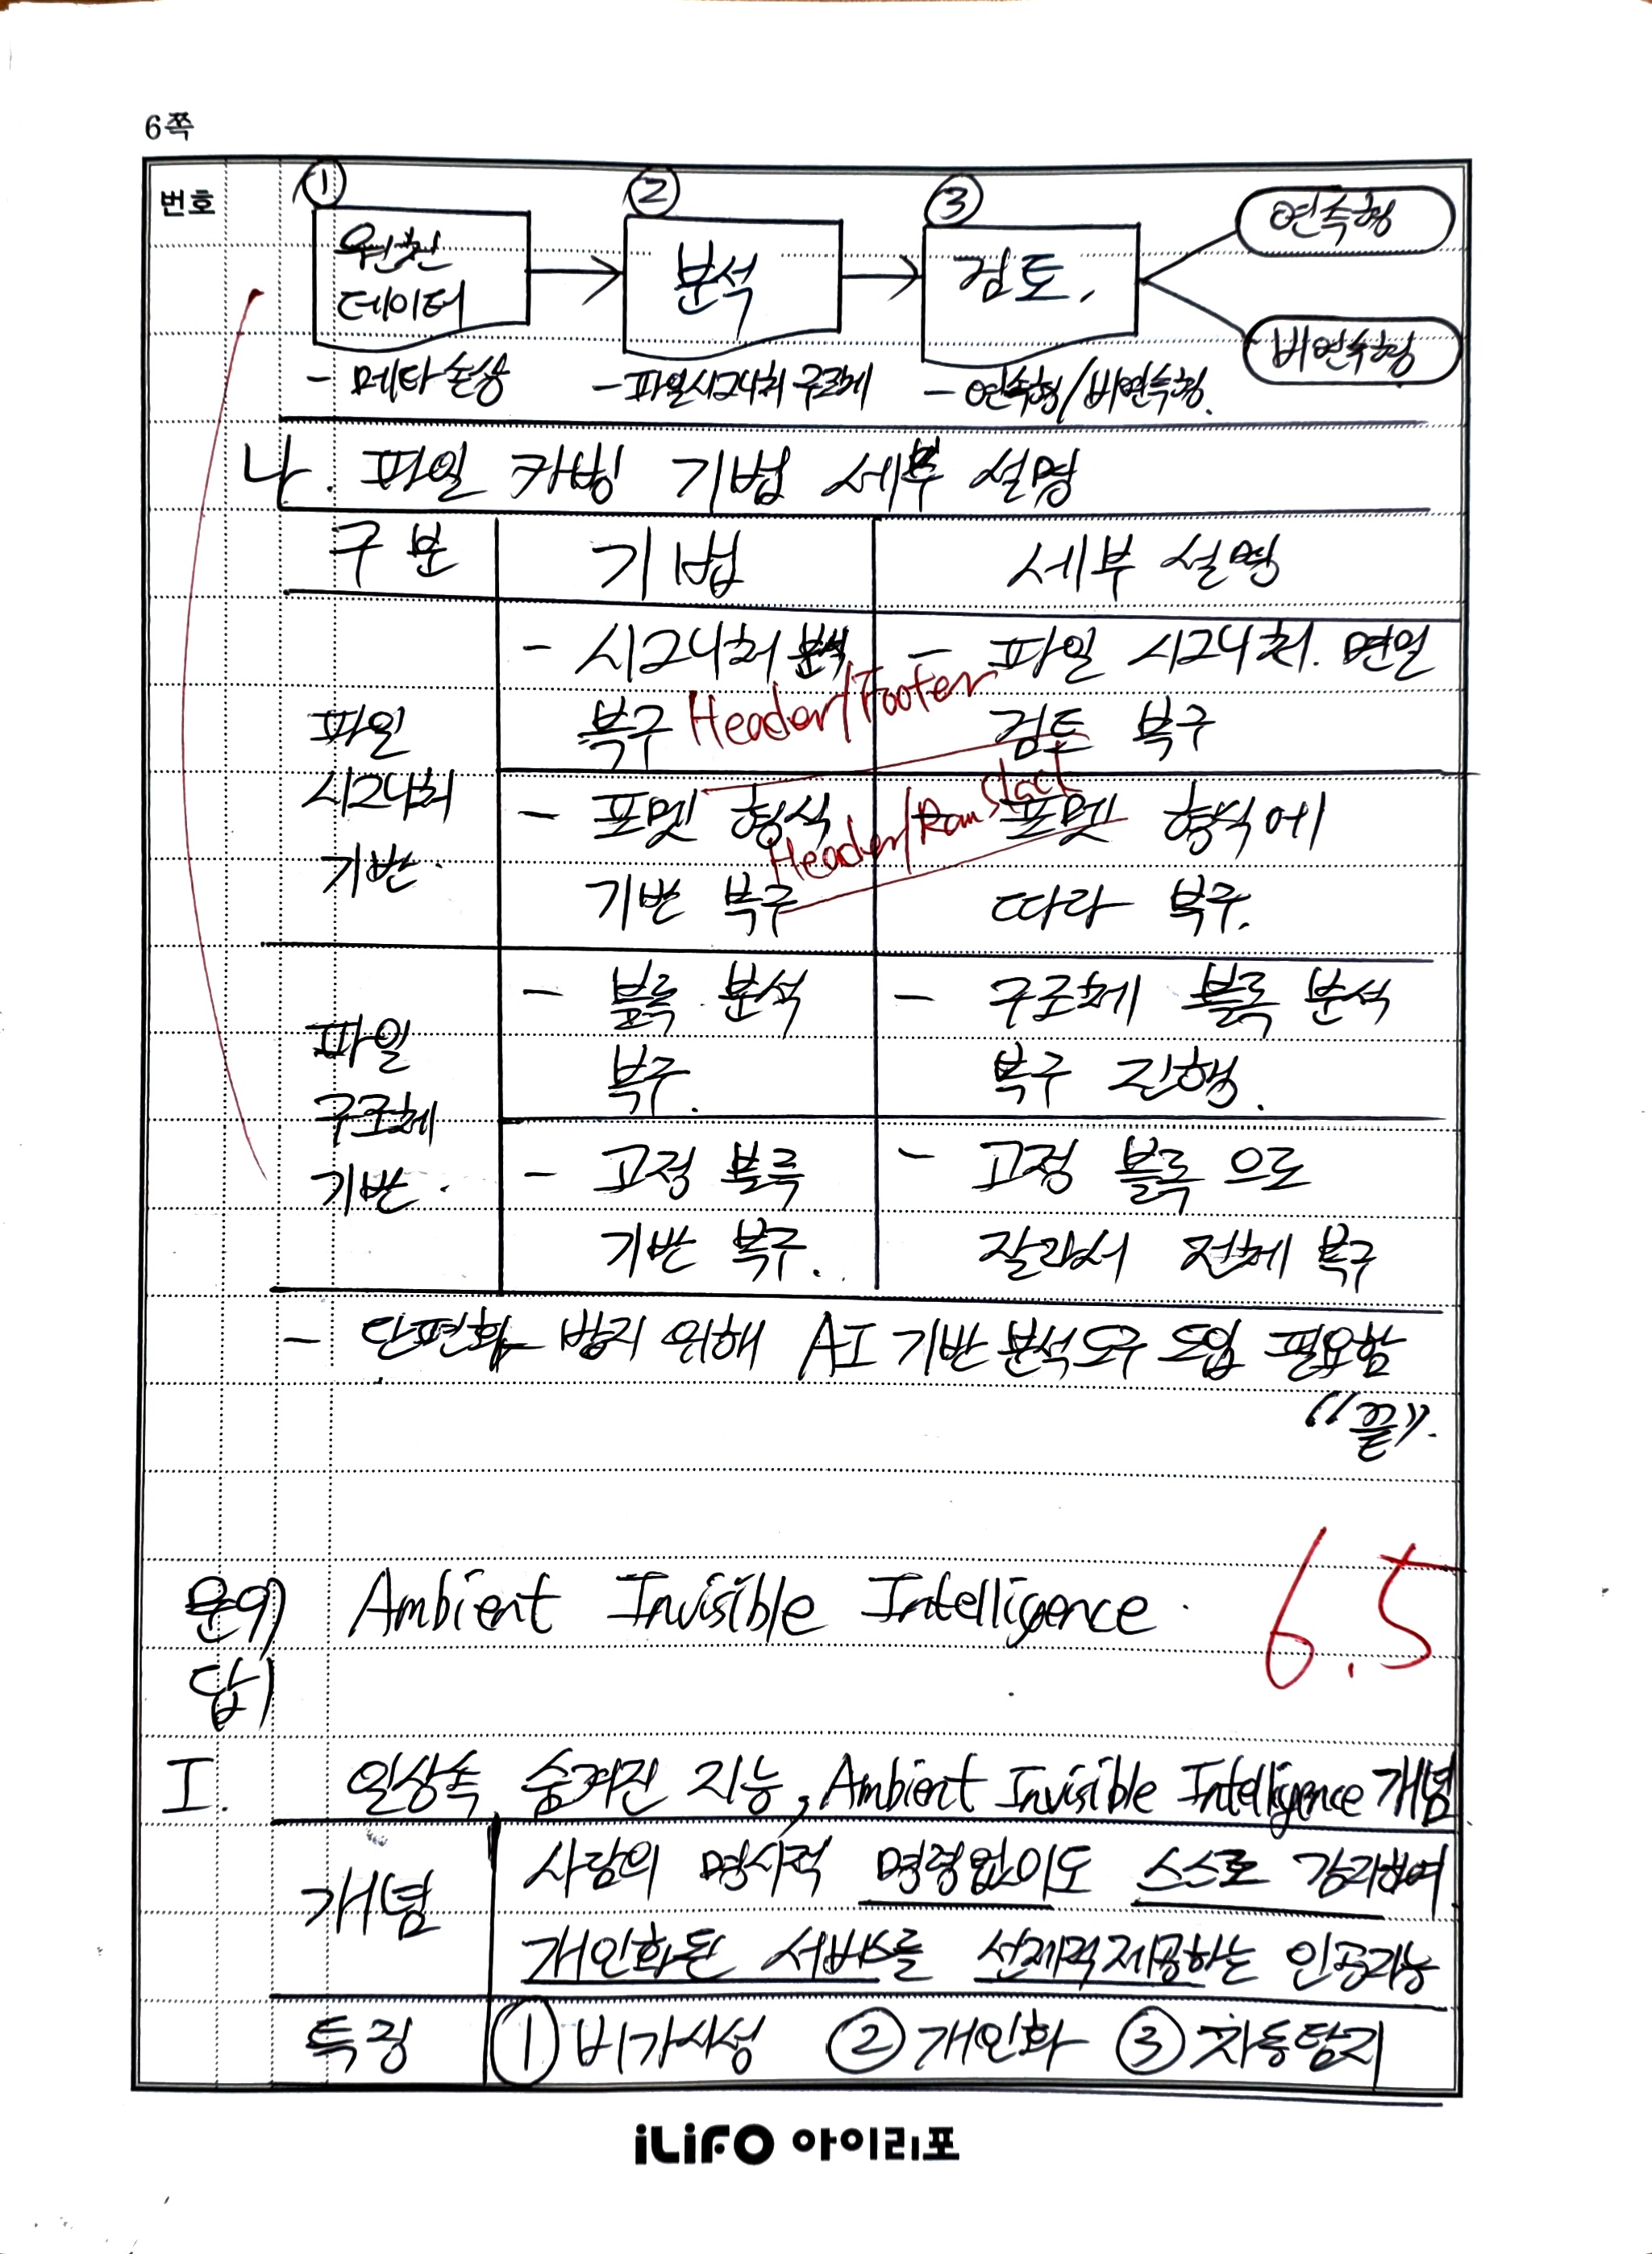 6쪽
번호
① ② ③
원천 데이터
분석
검토.
연속형
비연속형
- 메타 손상
- 파일시그니처 구조체
- 연속형/비연속형.
나. 파일 카빙 기법 세부 설명
구분 기법 세부 설명
파일 시그니처 기반.
- 시그니처 분석 복구
Header/Footer
- 파일 시그니처. 면밀 검토 복구
- 포멧 형식 기반 복구
Header/Ram Slack
- 포멧 형식에 따라 복구.
파일 구조체 기반.
- 블록 분석 복구.
- 구조체 블록 분석 복구 진행.
- 고정 블록 기반 복구.
- 고정 블록으로 잘라서 전체 복구
- 단편화 방지 위해 AI 기반 분석도구 도입 필요함
"끝".
문9) Ambient Invisible Intelligence.
6.5
답)
I. 일상속 숨겨진 지능, Ambient Invisible Intelligence 개념
개념
사람의 명시적 명령없이도 스스로 감지하여
개인화된 서비스를 선제적제공하는 인공지능
특징 ① 비가시성 ② 개인화 ③ 자동탐지
iLiFO 아이리포